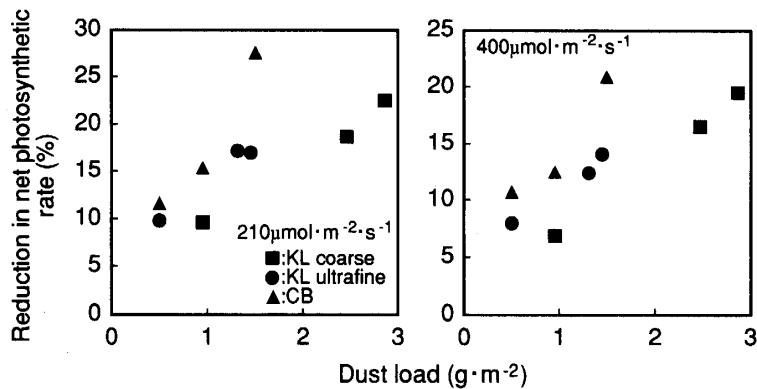 Reduction in net photosynthetic
rate (%)
30
25
20
15
10
5
0
0
1
2
3
210μmol·m-2·s-1
■:KL coarse
●:KL ultrafine
▲:CB
25
20
15
10
5
0
0
1
2
3
400μmol·m-2·s-1
Dust load (g·m-2)